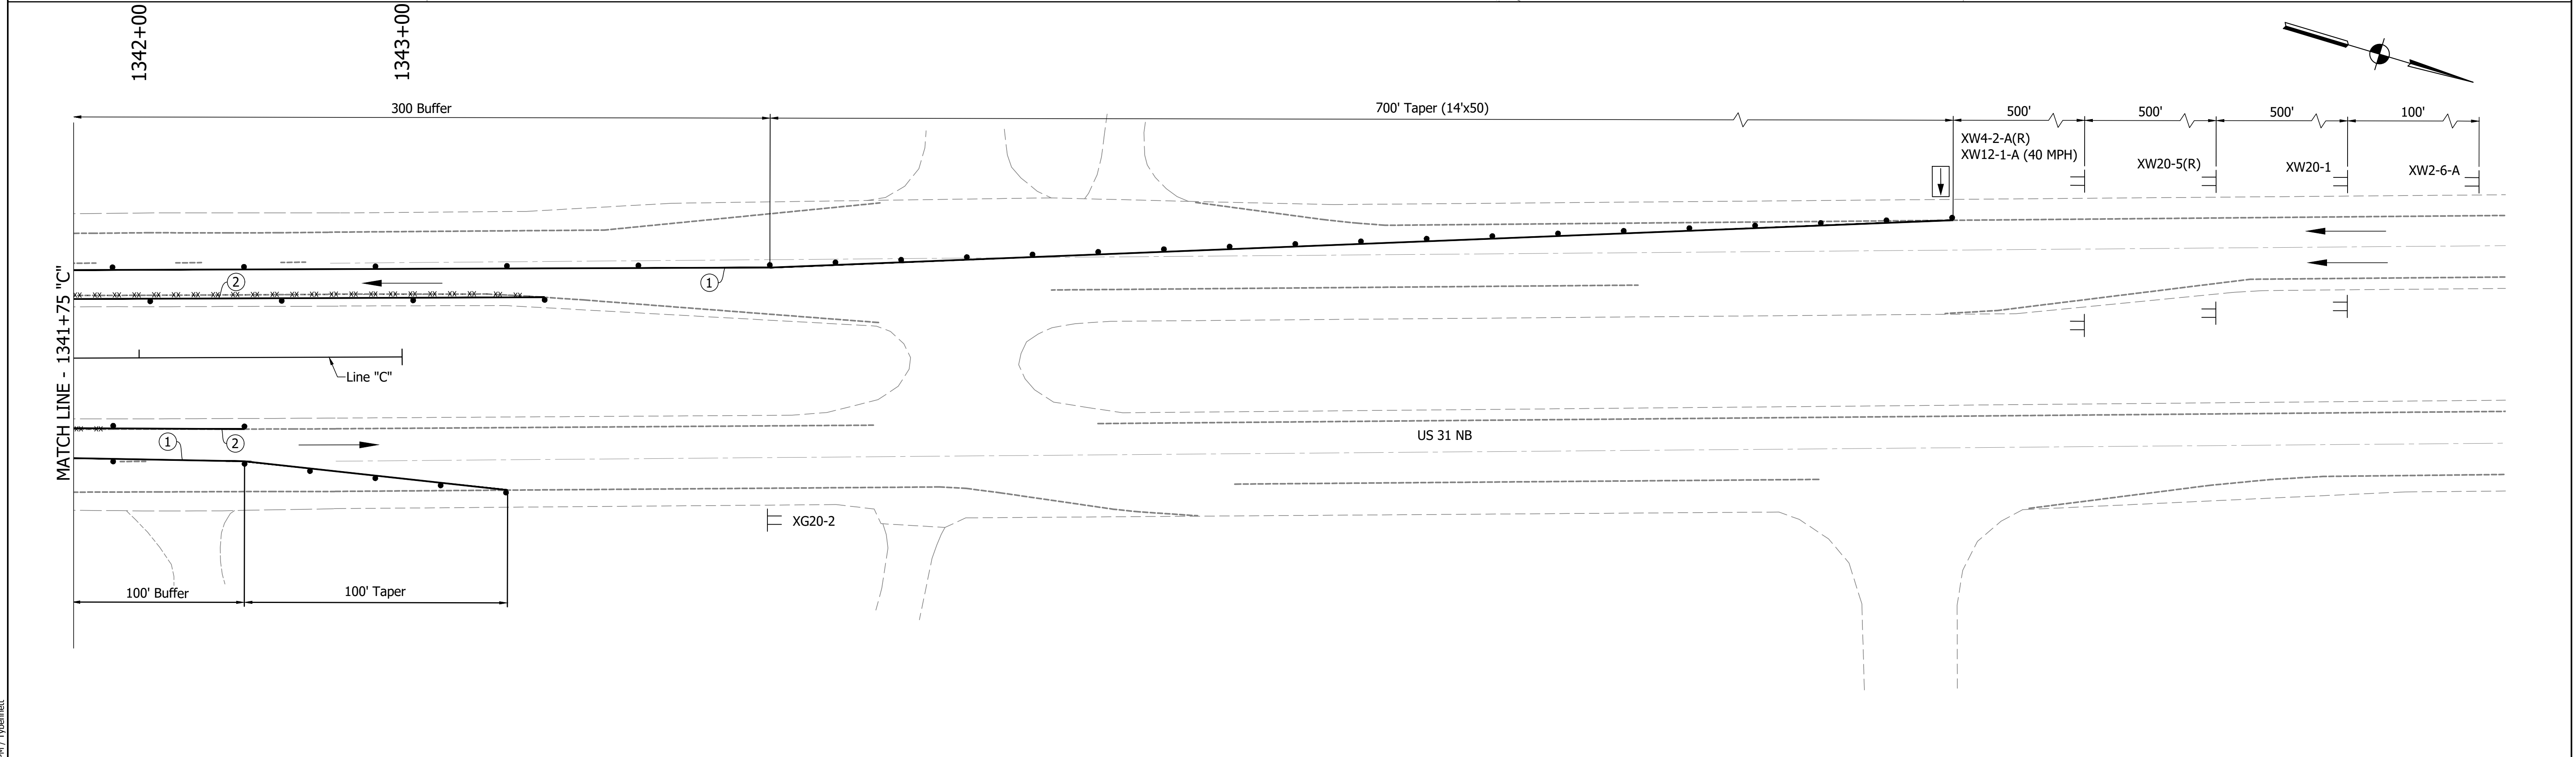 1342+00
1343+00
300 Buffer
700' Taper (14'x50)
500'
500'
500'
100'
XW4-2-A(R)
XW12-1-A (40 MPH)
XW20-5(R)
XW20-1
XW2-6-A
MATCH LINE - 1341+75 "C"
2
1
Line "C"
1
2
US 31 NB
XG20-2
100' Buffer
100' Taper